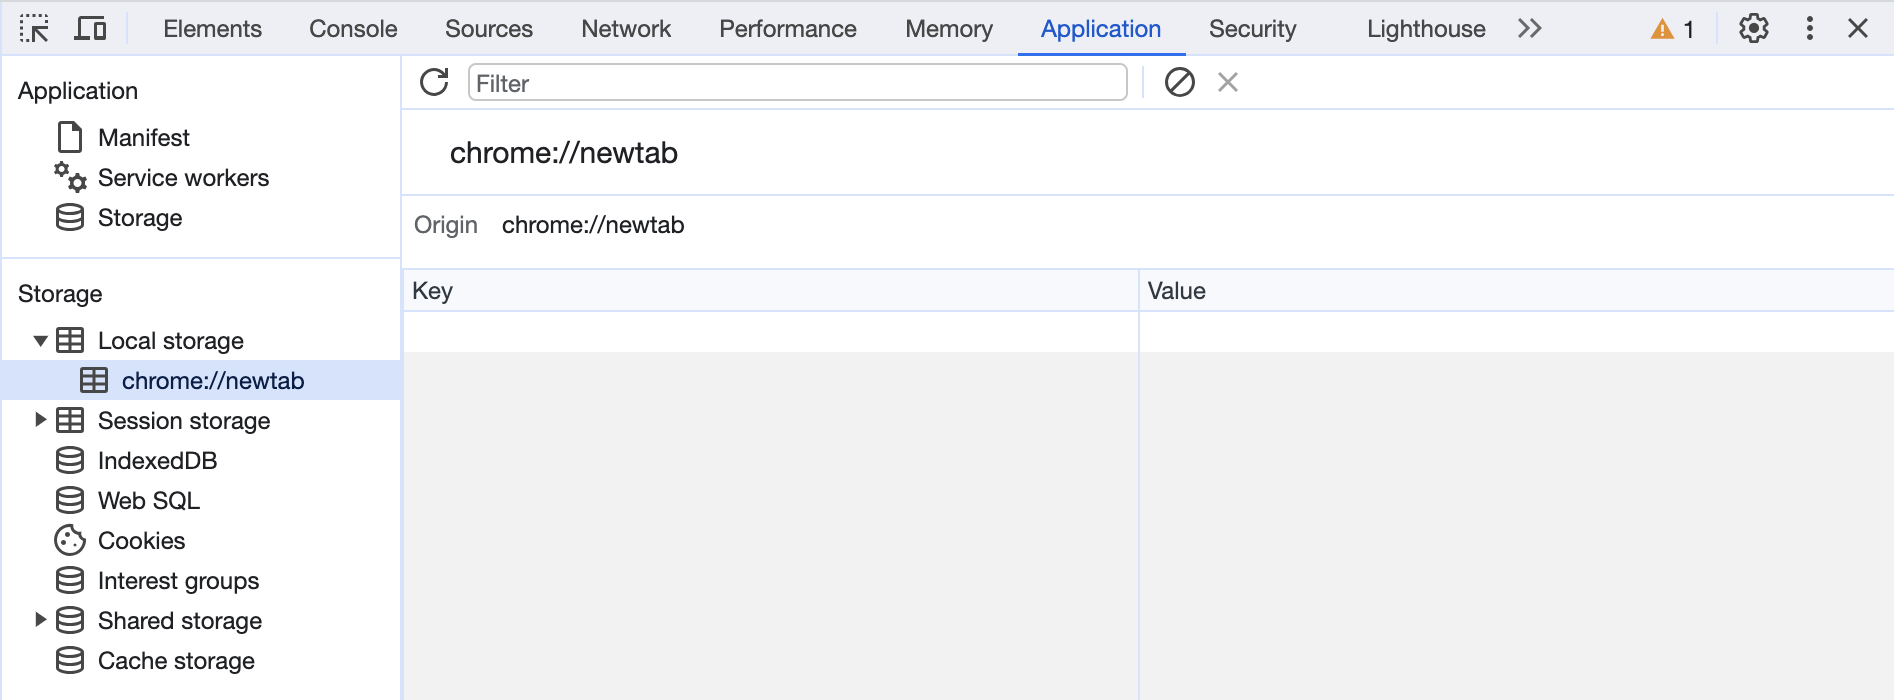 Elements Console Sources Network Performance Memory Application Security Lighthouse 1
Application
Manifest
Service workers
Storage
Storage
Local storage
chrome://newtab
Session storage
IndexedDB
Web SQL
Cookies
Interest groups
Shared storage
Cache storage
Filter
chrome://newtab
Origin chrome://newtab
Key Value